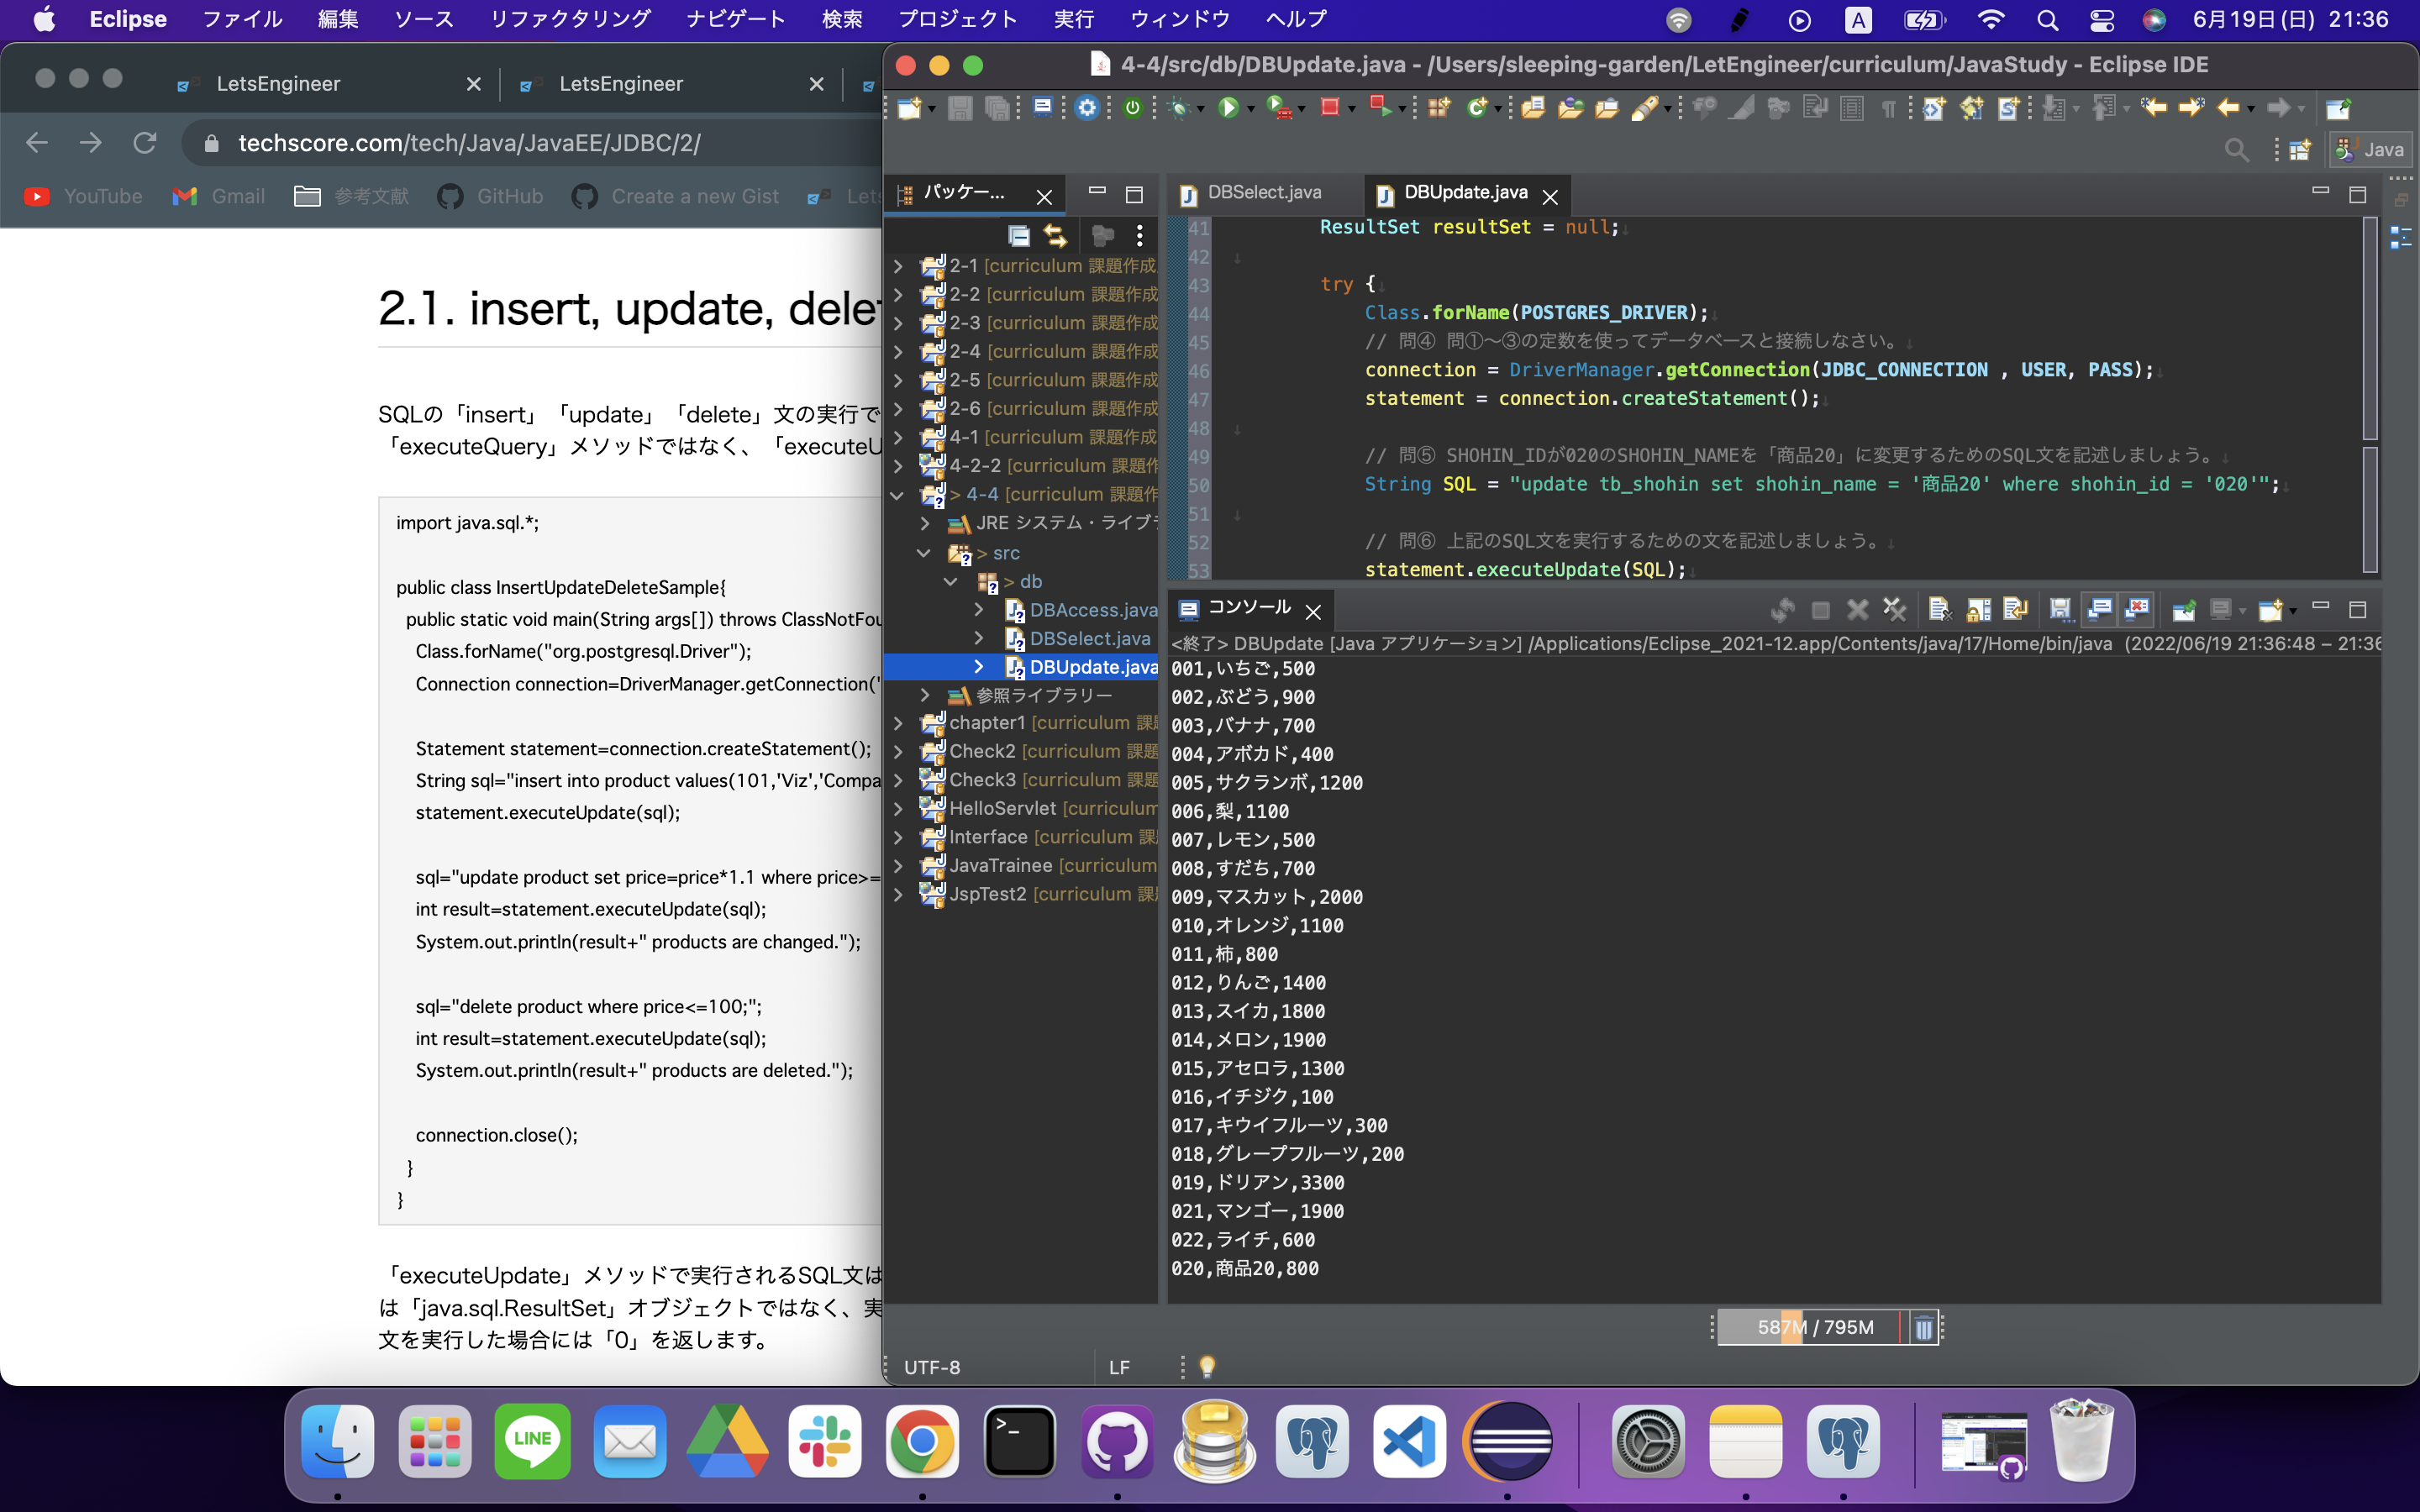 Eclipse ファイル 編集 ソース リファクタリング ナビゲート 検索 プロジェクト 実行 ウィンドウ ヘルプ A 6月19日(日) 21:36
LetsEngineer
LetsEngineer
techscore.com/tech/Java/JavaEE/JDBC/2/
YouTube Gmail 参考文献 GitHub Create a new Gist Lets
2.1. insert, update, delet
SQLの「insert」「update」「delete」文の実行で
「executeQuery」メソッドではなく、「executeU
import java.sql.*;
public class InsertUpdateDeleteSample{
public static void main(String args[]) throws ClassNotFou
Class.forName("org.postgresql.Driver");
Connection connection=DriverManager.getConnection("
Statement statement=connection.createStatement();
String sql="insert into product values(101,'Viz','Compa
statement.executeUpdate(sql);
sql="update product set price=price*1.1 where price>=
int result=statement.executeUpdate(sql);
System.out.println(result+" products are changed.");
sql="delete product where price<=100;";
int result=statement.executeUpdate(sql);
System.out.println(result+" products are deleted.");
connection.close();
}
}
「executeUpdate」メソッドで実行されるSQL文は
は「java.sql.ResultSet」オブジェクトではなく、実
文を実行した場合には「0」を返します。
4-4/src/db/DBUpdate.java - /Users/sleeping-garden/LetEngineer/curriculum/JavaStudy - Eclipse IDE
Java
パッケー...
2-1 [curriculum 課題作成
2-2 [curriculum 課題作成
2-3 [curriculum 課題作成
2-4 [curriculum 課題作成
2-5 [curriculum 課題作成
2-6 [curriculum 課題作成
4-1 [curriculum 課題作成
4-2-2 [curriculum 課題作
> 4-4 [curriculum 課題作
JRE システム・ライブラ
> src
> db
DBAccess.java
DBSelect.java
DBUpdate.java
参照ライブラリー
chapter1 [curriculum 課
Check2 [curriculum 課題
Check3 [curriculum 課題
HelloServlet [curriculum
Interface [curriculum 課
JavaTrainee [curriculum
JspTest2 [curriculum 課
DBSelect.java
DBUpdate.java
41 ResultSet resultSet = null;
42
43 try {
44 Class.forName(POSTGRES_DRIVER);
45 // 問④ 問①〜③の定数を使ってデータベースと接続しなさい。
46 connection = DriverManager.getConnection(JDBC_CONNECTION , USER, PASS);
47 statement = connection.createStatement();
48
49 // 問⑤ SHOHIN_IDが020のSHOHIN_NAMEを「商品20」に変更するためのSQL文を記述しましょう。
50 String SQL = "update tb_shohin set shohin_name = '商品20' where shohin_id = '020'";
51
52 // 問⑥ 上記のSQL文を実行するための文を記述しましょう。
53 statement.executeUpdate(SQL);
コンソール
<終了> DBUpdate [Java アプリケーション] /Applications/Eclipse_2021-12.app/Contents/java/17/Home/bin/java (2022/06/19 21:36:48 – 21:36
001,いちご,500
002,ぶどう,900
003,バナナ,700
004,アボカド,400
005,サクランボ,1200
006,梨,1100
007,レモン,500
008,すだち,700
009,マスカット,2000
010,オレンジ,1100
011,柿,800
012,りんご,1400
013,スイカ,1800
014,メロン,1900
015,アセロラ,1300
016,イチジク,100
017,キウイフルーツ,300
018,グレープフルーツ,200
019,ドリアン,3300
021,マンゴー,1900
022,ライチ,600
020,商品20,800
587M / 795M
UTF-8
LF
LINE